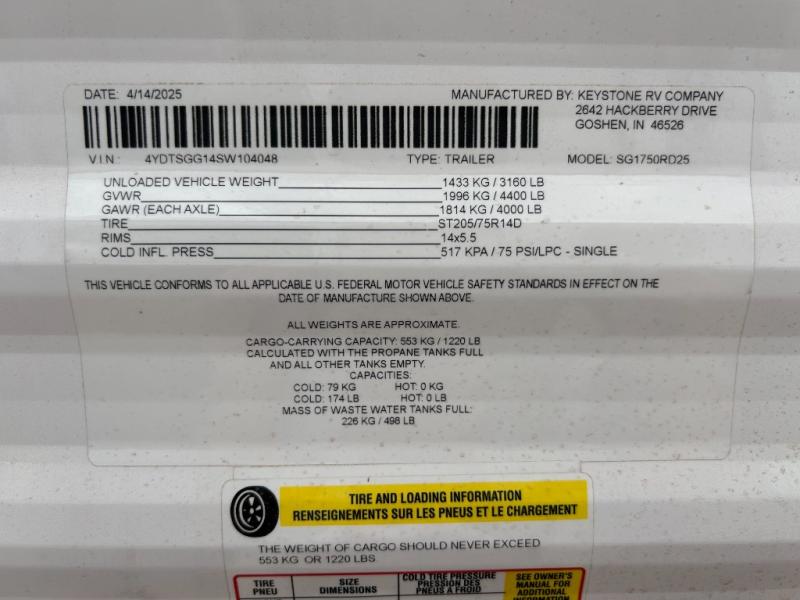 DATE: 4/14/2025 MANUFACTURED BY: KEYSTONE RV COMPANY
2642 HACKBERRY DRIVE
GOSHEN, IN 46526
VIN: 4YDTSGG14SW104048 TYPE: TRAILER MODEL: SG1750RD25
UNLOADED VEHICLE WEIGHT 1433 KG / 3160 LB
GVWR 1996 KG / 4400 LB
GAWR (EACH AXLE) 1814 KG / 4000 LB
TIRE ST205/75R14D
RIMS 14x5.5
COLD INFL. PRESS 517 KPA / 75 PSI/LPC - SINGLE
THIS VEHICLE CONFORMS TO ALL APPLICABLE U.S. FEDERAL MOTOR VEHICLE SAFETY STANDARDS IN EFFECT ON THE
DATE OF MANUFACTURE SHOWN ABOVE.
ALL WEIGHTS ARE APPROXIMATE.
CARGO-CARRYING CAPACITY: 553 KG / 1220 LB
CALCULATED WITH THE PROPANE TANKS FULL
AND ALL OTHER TANKS EMPTY.
CAPACITIES:
COLD: 79 KG HOT: 0 KG
COLD: 174 LB HOT: 0 LB
MASS OF WASTE WATER TANKS FULL:
226 KG / 498 LB
TIRE AND LOADING INFORMATION
RENSEIGNEMENTS SUR LES PNEUS ET LE CHARGEMENT
THE WEIGHT OF CARGO SHOULD NEVER EXCEED
553 KG OR 1220 LBS
TIRE
PNEU
SIZE
DIMENSIONS
COLD TIRE PRESSURE
PRESSION DES
PNEUS A FROID
SEE OWNER'S
MANUAL FOR
ADDITIONAL